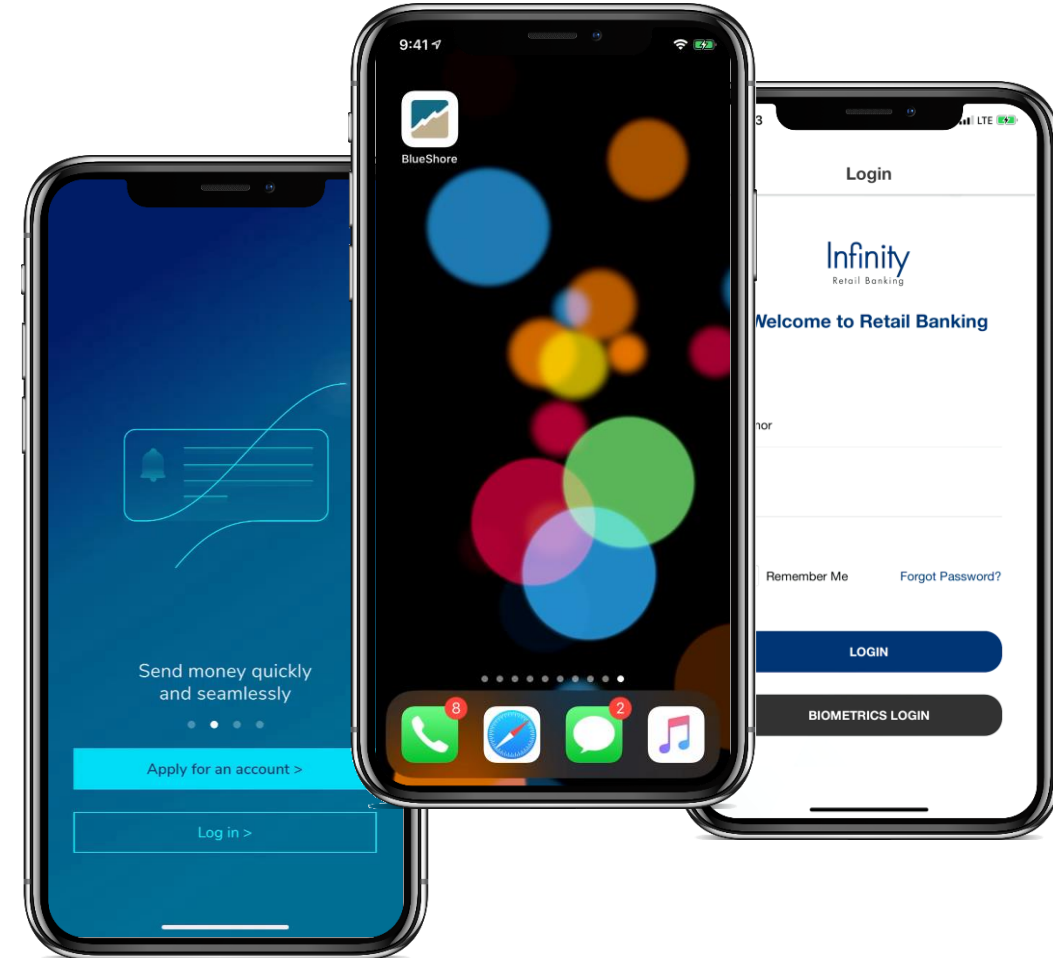 Send money quickly
and seamlessly
Apply for an account >
Log in >
9:41
BlueShore
8
2
3
LTE
Login
Infinity
Retail Banking
Welcome to Retail Banking
Remember Me
Forgot Password?
LOGIN
BIOMETRICS LOGIN